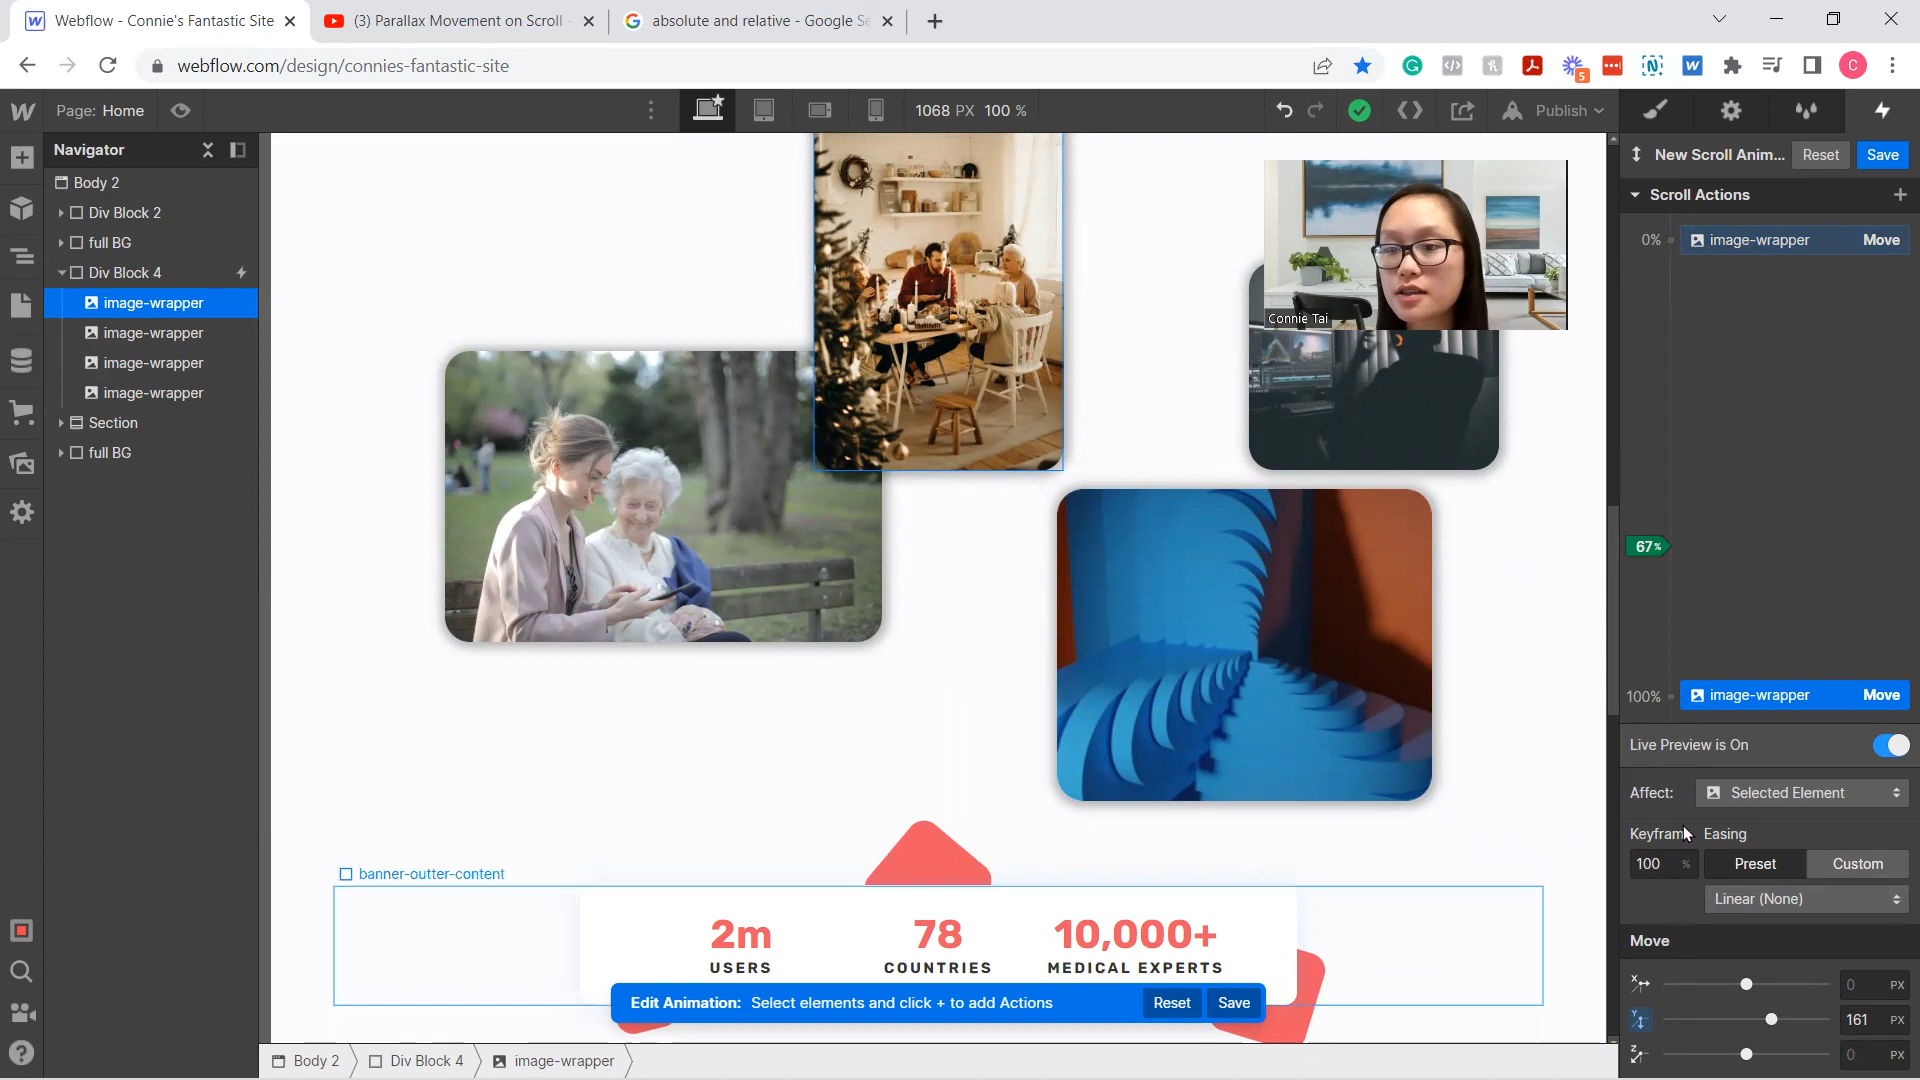 Webflow - Connie's Fantastic Site
(3) Parallax Movement on Scroll -
absolute and relative - Google Se
webflow.com/design/connies-fantastic-site
5
C
Page: Home
1068 PX 100 %
Publish
Navigator
New Scroll Anim...
Reset
Save
Body 2
Div Block 2
full BG
Div Block 4
image-wrapper
image-wrapper
image-wrapper
image-wrapper
Section
full BG
Scroll Actions
0%
image-wrapper
Move
Connie Tai
67%
100%
image-wrapper
Move
Live Preview is On
Affect:
Selected Element
Keyfram
Easing
100 %
Preset
Custom
Linear (None)
Move
X
0 PX
Y
161 PX
Z
0 PX
banner-outter-content
2m
78
10,000+
USERS
COUNTRIES
MEDICAL EXPERTS
Edit Animation: Select elements and click + to add Actions
Reset
Save
Body 2
Div Block 4
image-wrapper